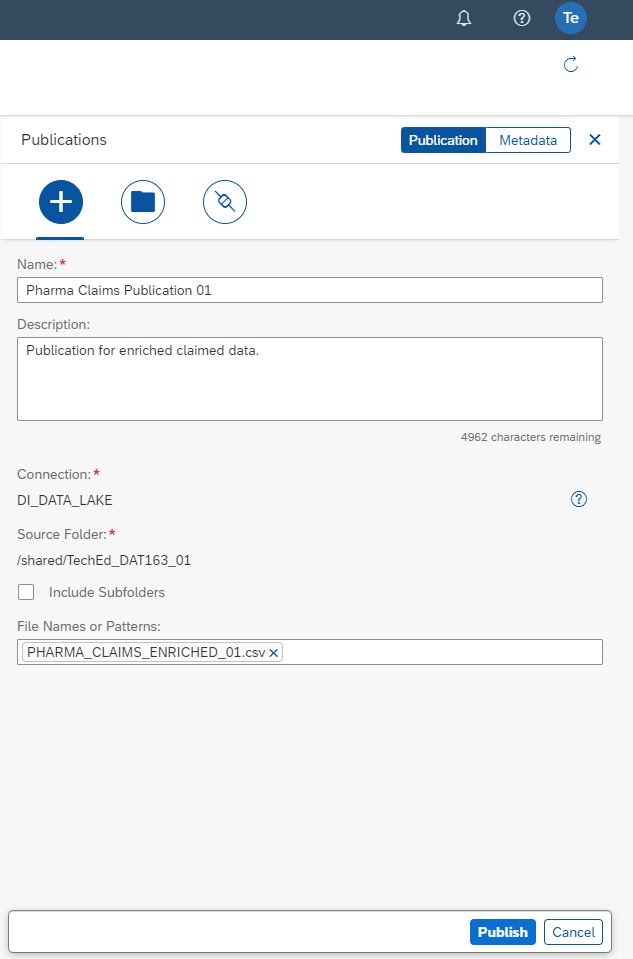 Te
Publications
Publication
Metadata
Name:*
Pharma Claims Publication 01
Description:
Publication for enriched claimed data.
4962 characters remaining
Connection:*
DI_DATA_LAKE
Source Folder:*
/shared/TechEd_DAT163_01
Include Subfolders
File Names or Patterns:
PHARMA_CLAIMS_ENRICHED_01.csv
Publish
Cancel